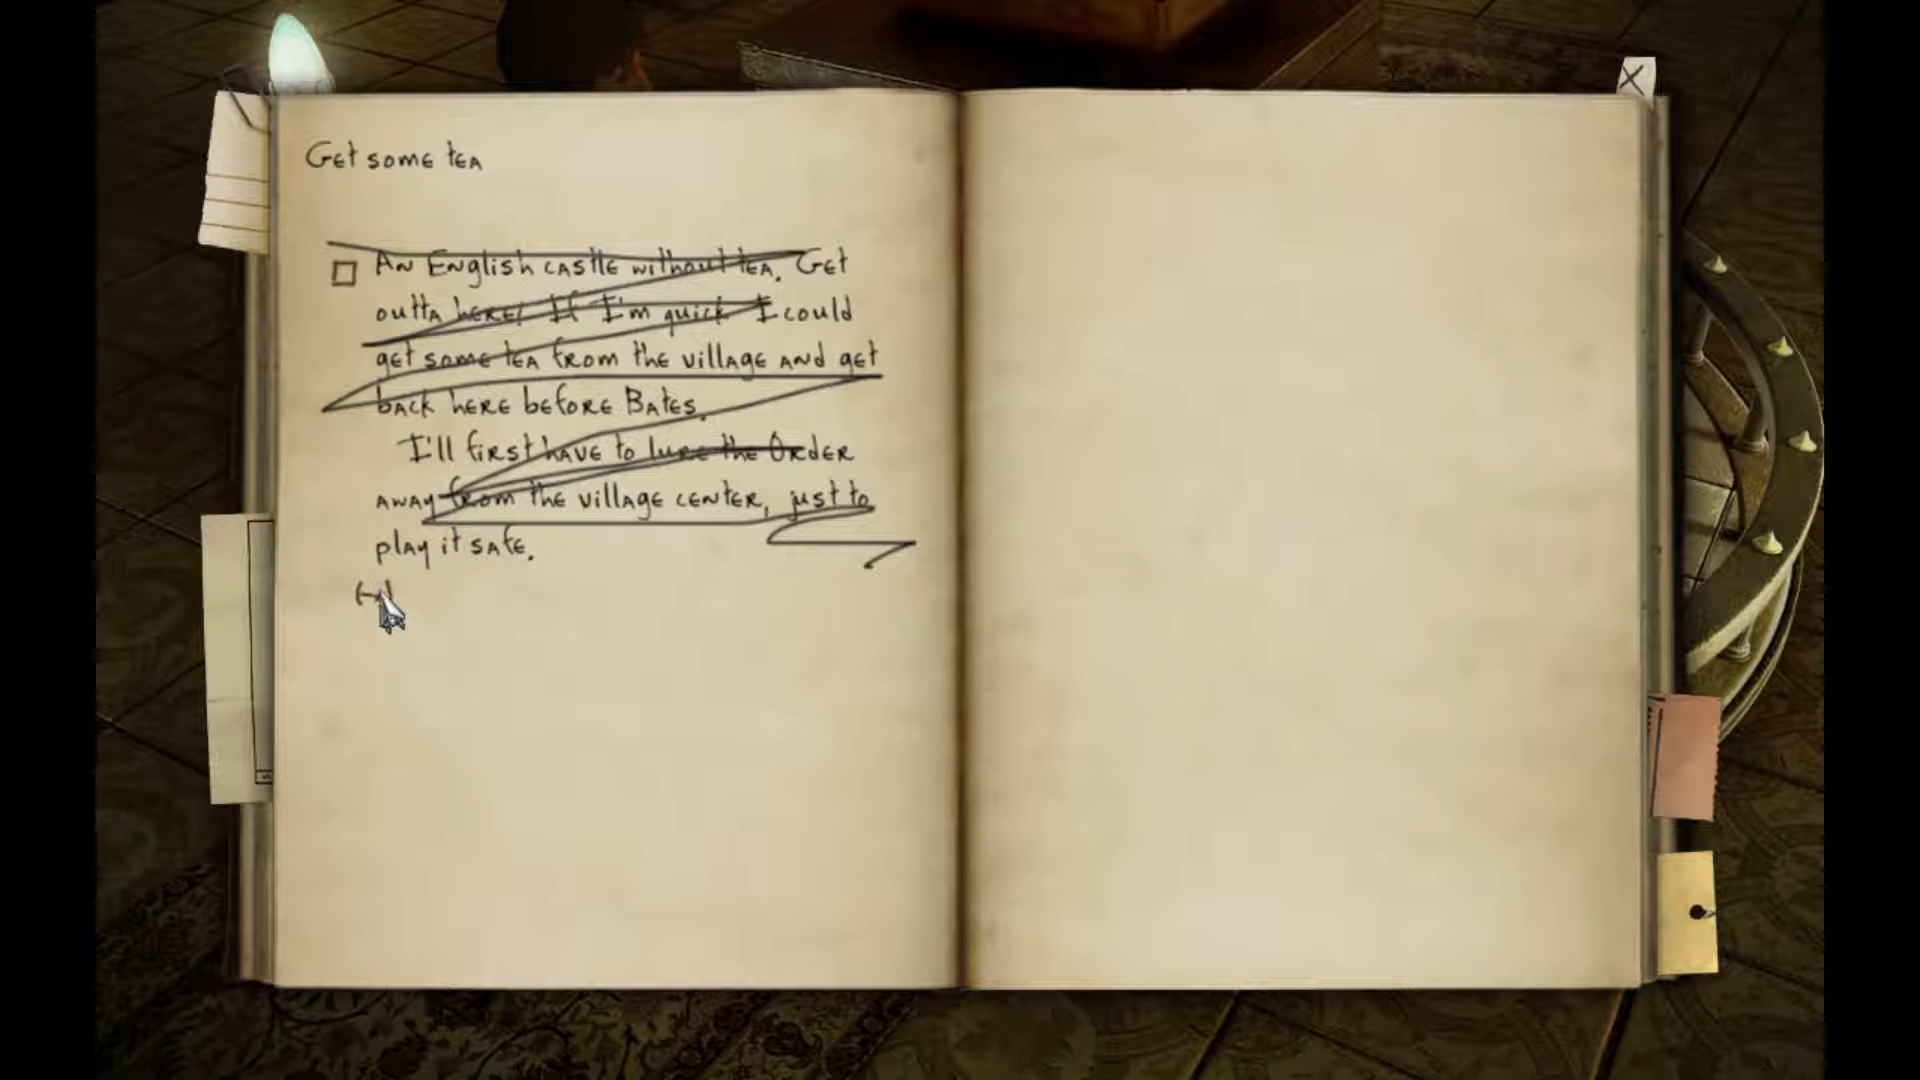 Get some tea
An English castle without tea. Get
outta here! If I'm quick I could
get some tea from the village and get
back here before Bates.
I'll first have to lure the Order
away from the village center, just to
play it safe.